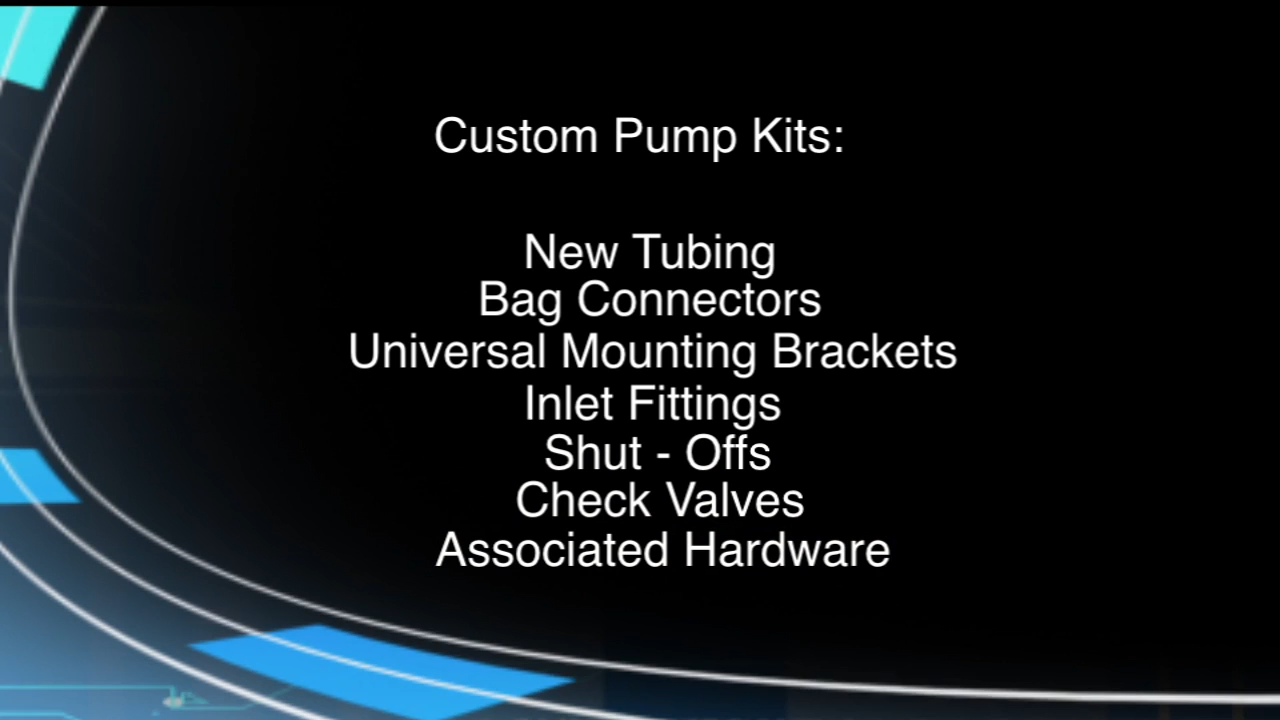 Custom Pump Kits:
New Tubing
Bag Connectors
Universal Mounting Brackets
Inlet Fittings
Shut - Offs
Check Valves
Associated Hardware